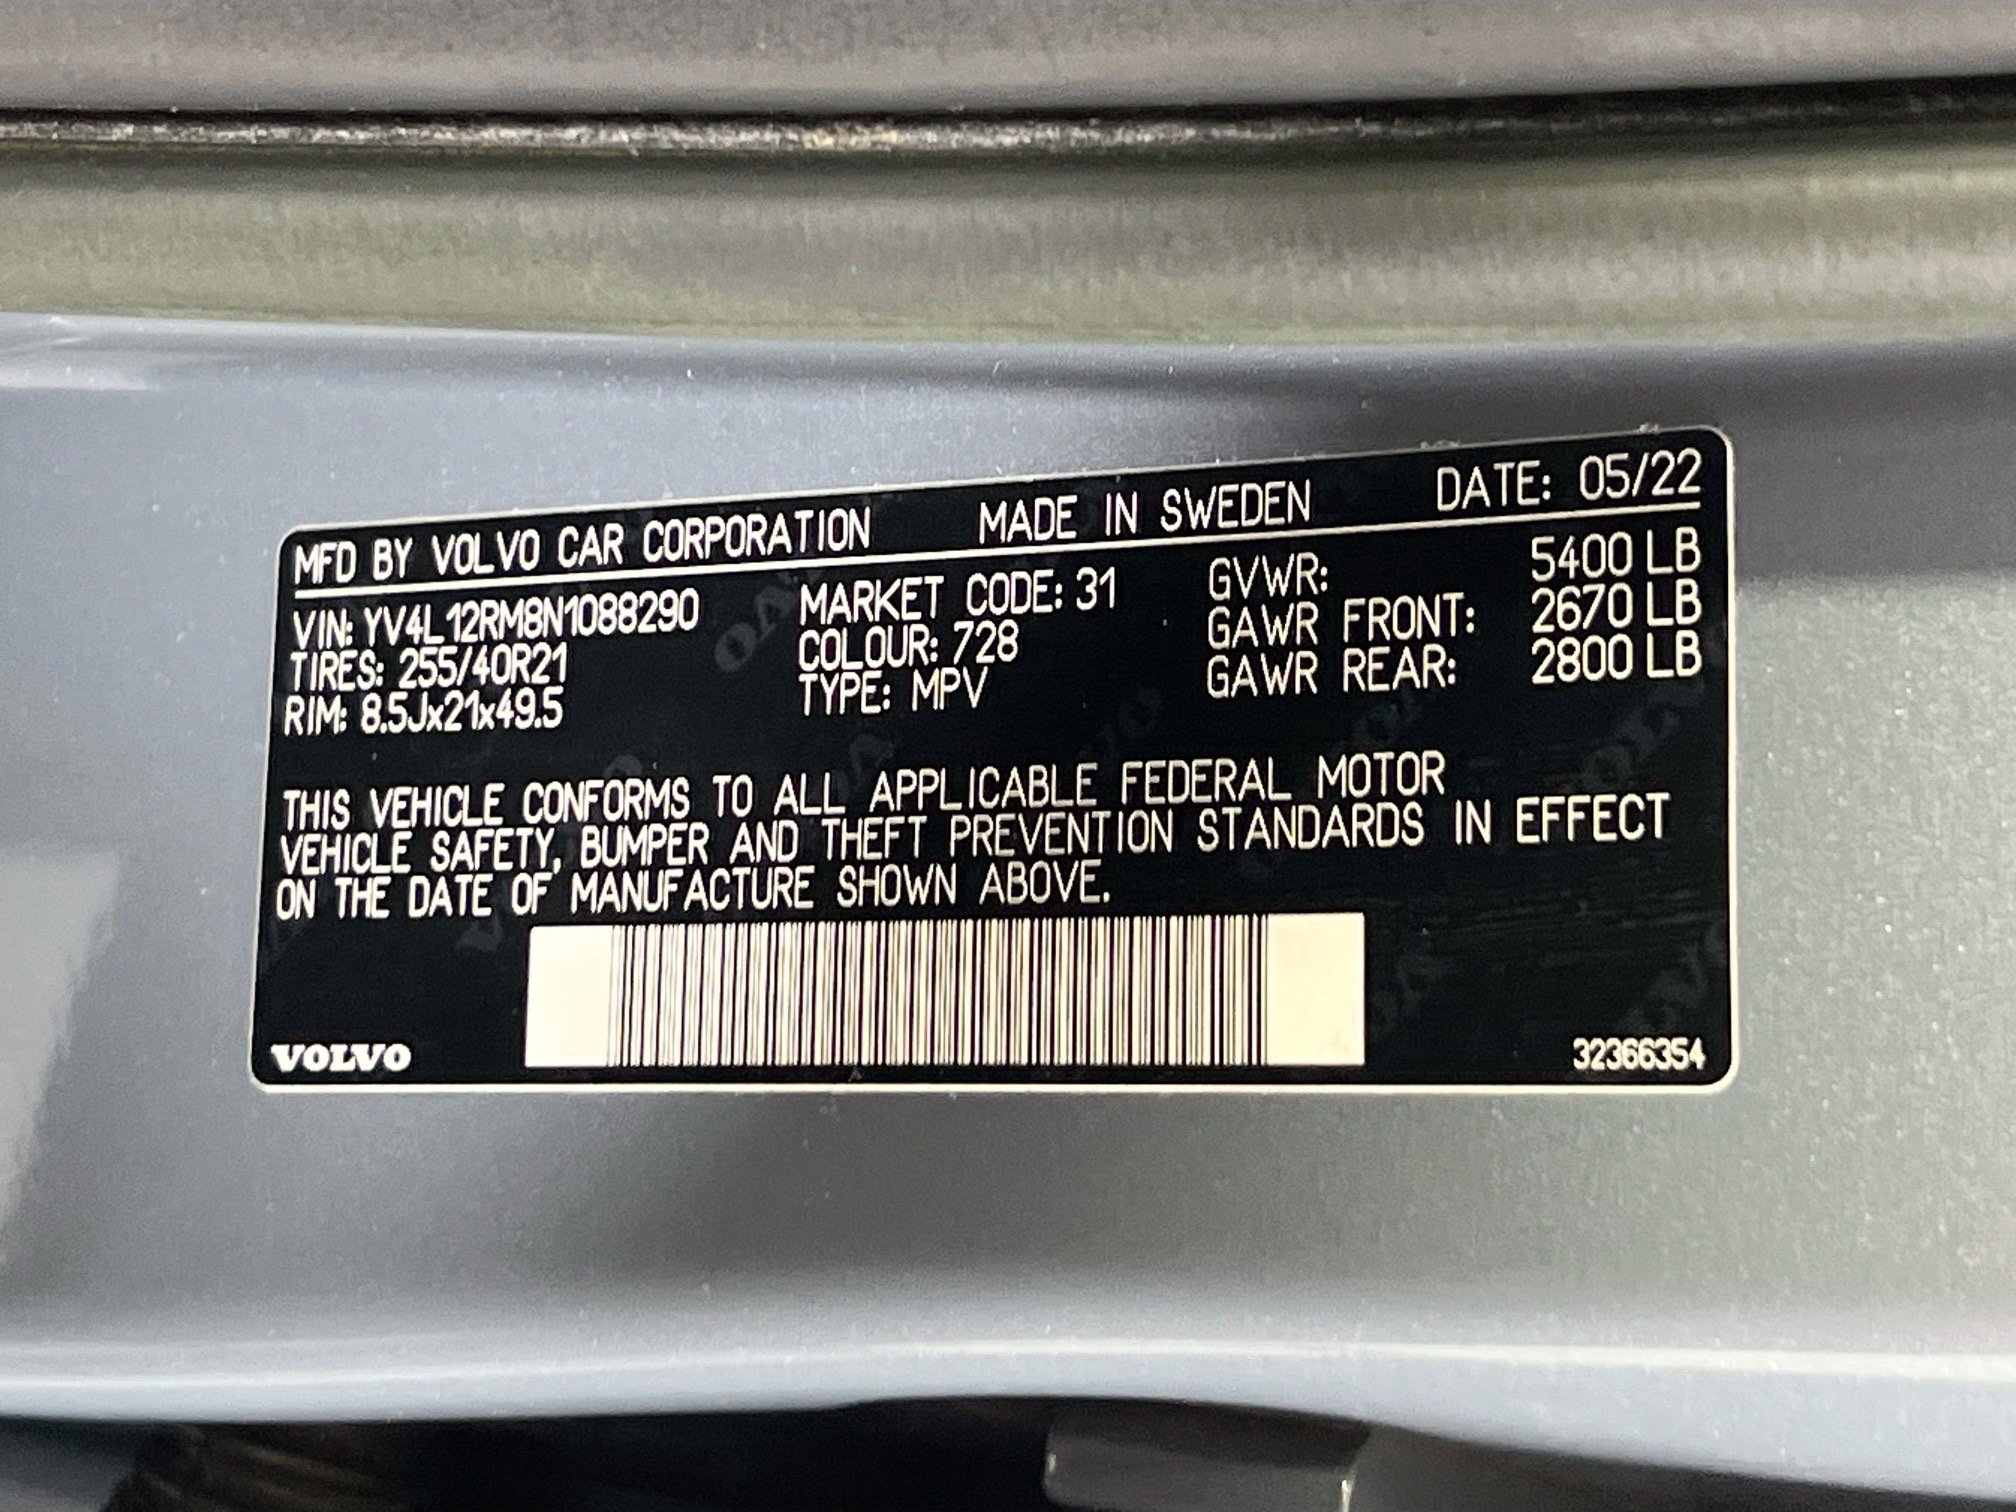 MFD BY VOLVO CAR CORPORATION MADE IN SWEDEN DATE: 05/22
VIN: YV4L12RM8N1088290 MARKET CODE: 31 GVWR: 5400 LB
TIRES: 255/40R21 COLOUR: 728 GAWR FRONT: 2670 LB
RIM: 8.5Jx21x49.5 TYPE: MPV GAWR REAR: 2800 LB
THIS VEHICLE CONFORMS TO ALL APPLICABLE FEDERAL MOTOR
VEHICLE SAFETY, BUMPER AND THEFT PREVENTION STANDARDS IN EFFECT
ON THE DATE OF MANUFACTURE SHOWN ABOVE.
VOLVO 32366354